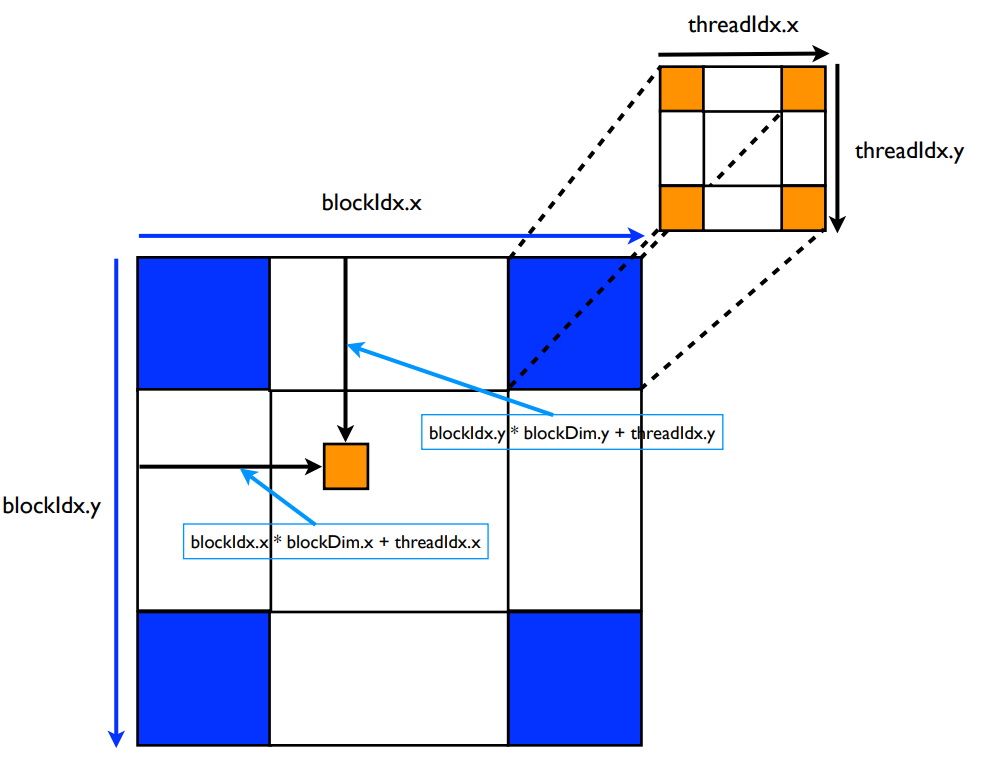 threadIdx.x
threadIdx.y
blockIdx.x
blockIdx.y * blockDim.y + threadIdx.y
blockIdx.y
blockIdx.x * blockDim.x + threadIdx.x